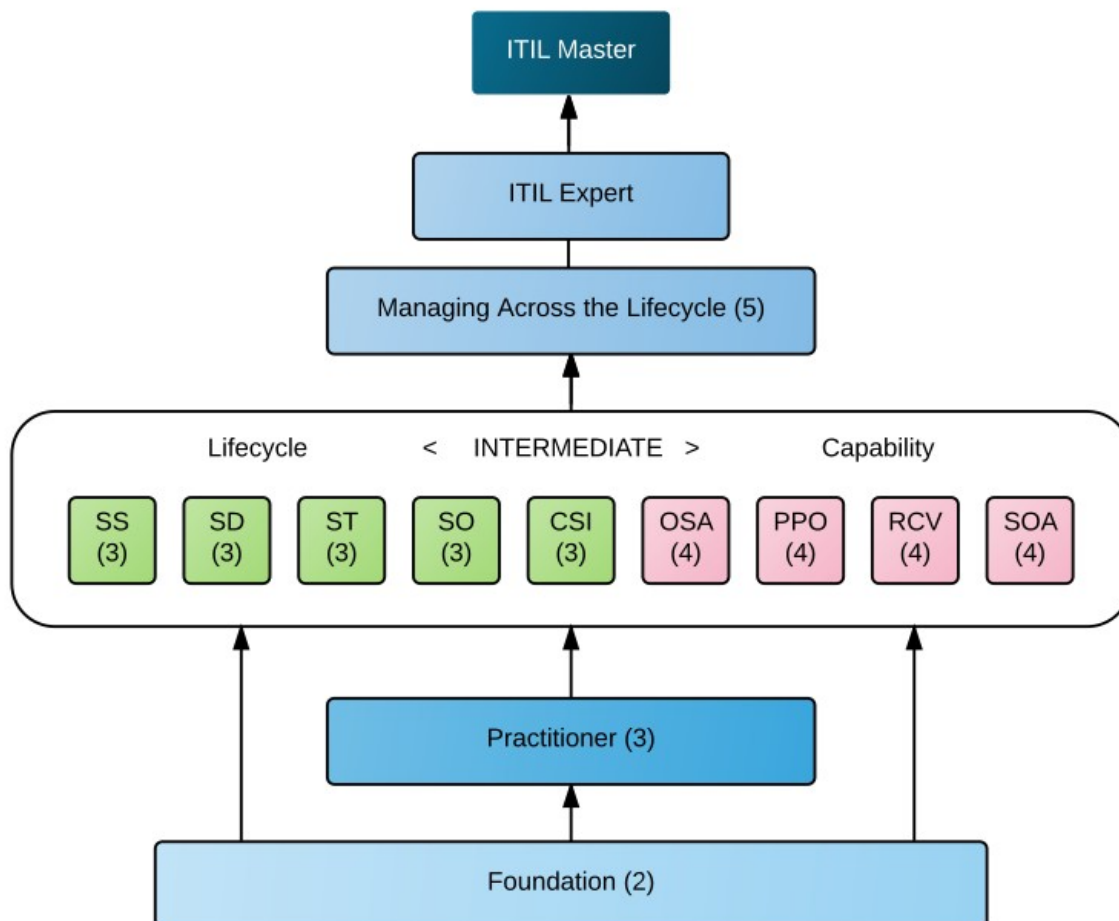 ITIL Master
ITIL Expert
Managing Across the Lifecycle (5)
Lifecycle < INTERMEDIATE > Capability
SS SD ST SO CSI OSA PPO RCV SOA
(3) (3) (3) (3) (3) (4) (4) (4) (4)
Practitioner (3)
Foundation (2)